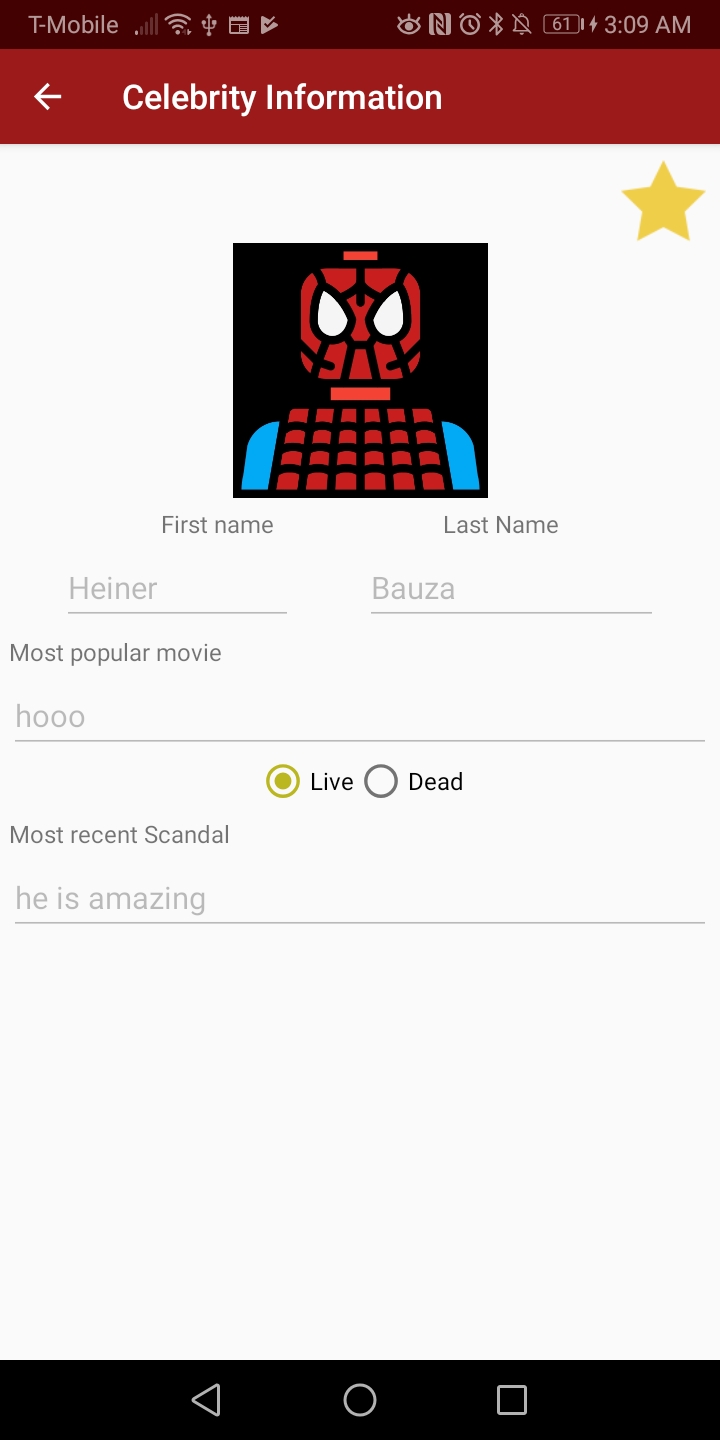 T-Mobile 61 3:09 AM
Celebrity Information
First name Last Name
Heiner Bauza
Most popular movie
hooo
Live Dead
Most recent Scandal
he is amazing